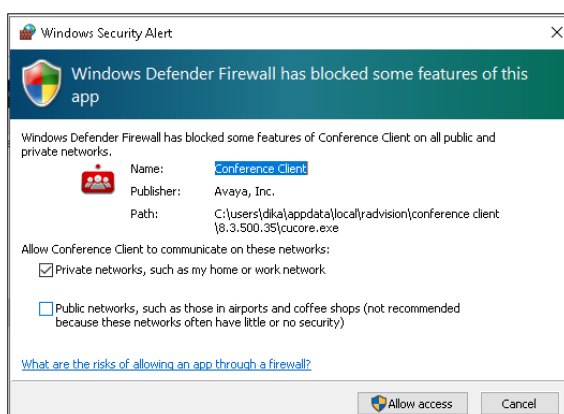 Windows Security Alert
Windows Defender Firewall has blocked some features of this
app
Windows Defender Firewall has blocked some features of Conference Client on all public and
private networks.
Name: Conference Client
Publisher: Avaya, Inc.
Path: C:\users\dika\appdata\local\radvision\conference client
\8.3.500.35\cucore.exe
Allow Conference Client to communicate on these networks:
Private networks, such as my home or work network
Public networks, such as those in airports and coffee shops (not recommended
because these networks often have little or no security)
What are the risks of allowing an app through a firewall?
Allow access Cancel